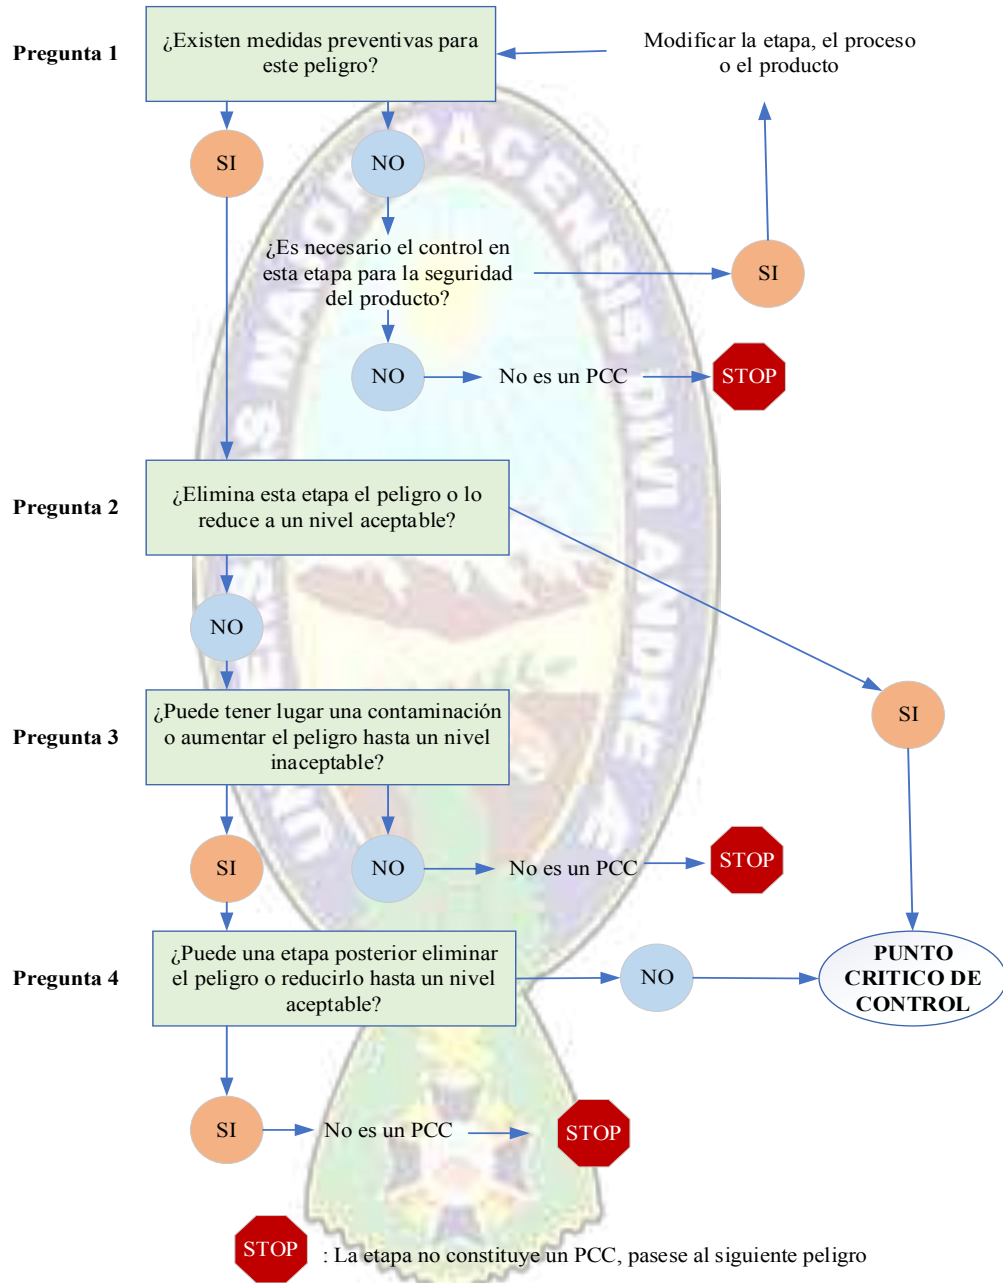 Pregunta 1
¿Existen medidas preventivas para
este peligro?
Modificar la etapa, el proceso
o el producto
SI
NO
¿Es necesario el control en
esta etapa para la seguridad
del producto?
SI
NO
No es un PCC
STOP
Pregunta 2
¿Elimina esta etapa el peligro o lo
reduce a un nivel aceptable?
NO
SI
Pregunta 3
¿Puede tener lugar una contaminación
o aumentar el peligro hasta un nivel
inaceptable?
SI
NO
No es un PCC
STOP
Pregunta 4
¿Puede una etapa posterior eliminar
el peligro o reducirlo hasta un nivel
aceptable?
NO
PUNTO
CRITICO DE
CONTROL
SI
No es un PCC
STOP
STOP
: La etapa no constituye un PCC, pasese al siguiente peligro
PACENSIS DIVI ANDRE Æ